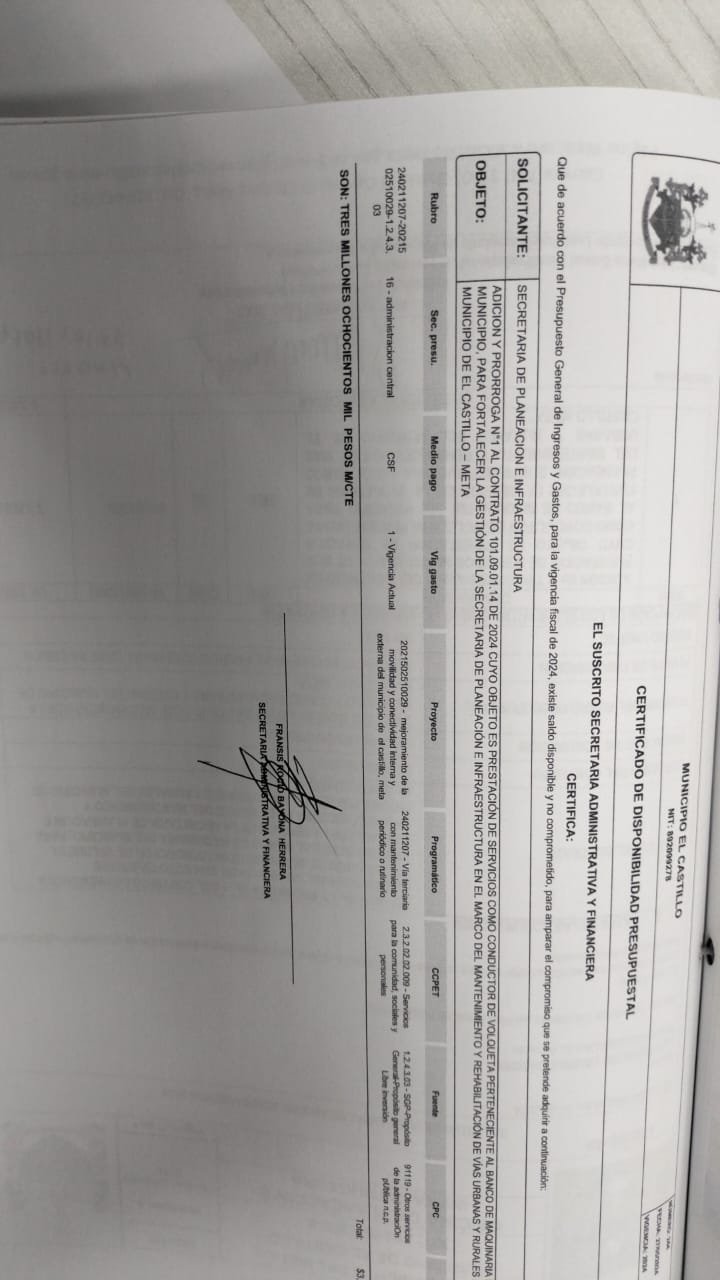 MUNICIPIO EL CASTILLO
NIT: 892099278
VIGENCIA: 2024
CERTIFICADO DE DISPONIBILIDAD PRESUPUESTAL
EL SUSCRITO SECRETARIA ADMINISTRATIVA Y FINANCIERA
CERTIFICA:
Que de acuerdo con el Presupuesto General de Ingresos y Gastos, para la vigencia fiscal de 2024, existe saldo disponible y no comprometido, para amparar el compromiso que se pretende adquirir a continuación:
SOLICITANTE: SECRETARIA DE PLANEACION E INFRAESTRUCTURA
OBJETO: ADICION Y PRORROGA N°1 AL CONTRATO 101.09.01.14 DE 2024 CUYO OBJETO ES PRESTACIÓN DE SERVICIOS COMO CONDUCTOR DE VOLQUETA PERTENECIENTE AL BANCO DE MAQUINARIA
MUNICIPIO, PARA FORTALECER LA GESTIÓN DE LA SECRETARIA DE PLANEACIÓN E INFRAESTRUCTURA EN EL MARCO DEL MANTENIMIENTO Y REHABILITACIÓN DE VÍAS URBANAS Y RURALES
MUNICIPIO DE EL CASTILLO – META
Rubro Sec. presu. Medio pago Vig gasto Proyecto Programático CCPET Fuente CPC
240211207-20215
02510029-1.2.4.3.
03
16 - administracion central
CSF
1 - Vigencia Actual
2021502510029 - mejoramiento de la
movilidad y conectividad interna y
externa del municipio de el castillo, meta
240211207 - Vía terciaria
con mantenimiento
periódico o rutinario
2.3.2.02.02.009 - Servicios
para la comunidad, sociales y
personales
1.2.4.3.03 - SGP-Propósito
General-Propósito general
Libre inversión
91119 - Otros servicios
de la administración
pública n.c.p.
Total: $3,
SON: TRES MILLONES OCHOCIENTOS MIL PESOS M/CTE
FRANSIS ROCIO BAYONA HERRERA
SECRETARIA ADMINISTRATIVA Y FINANCIERA